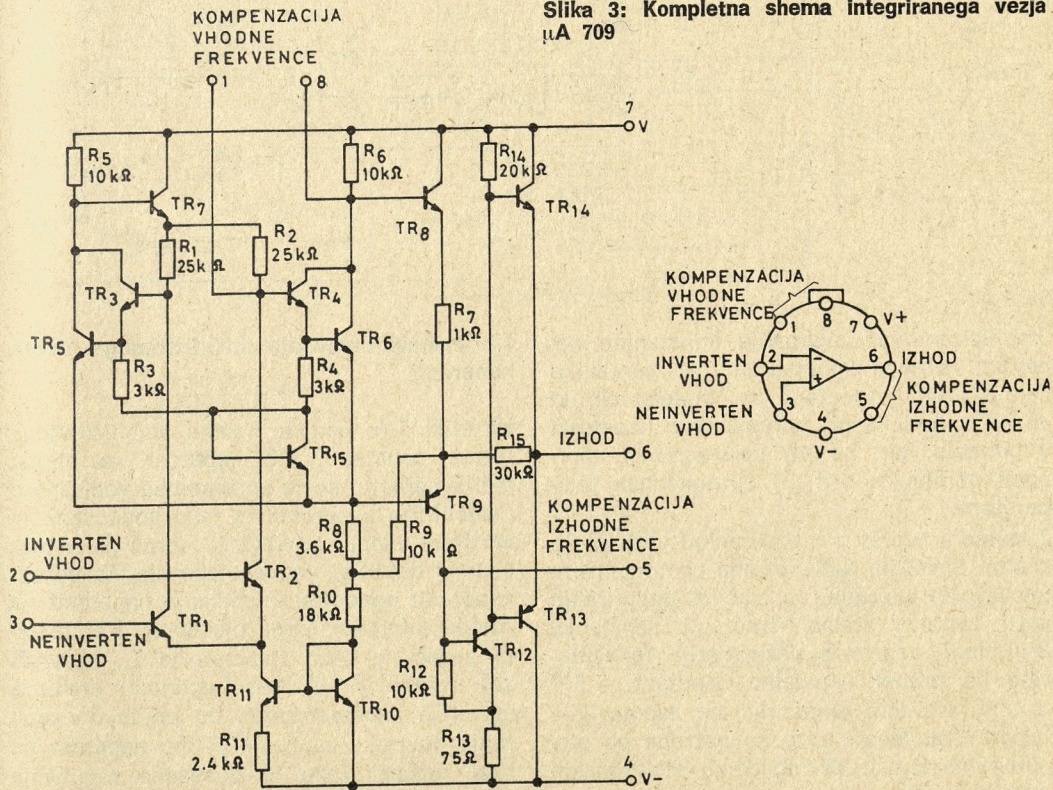 Slika 3: Kompletna shema integriranega vezja
µA 709
KOMPENZACIJA
VHODNE
FREKVENCE
1
8
7
V
R5
10kΩ
TR7
R1
25kΩ
R2
25kΩ
R6
10kΩ
TR8
R14
20kΩ
TR14
TR3
TR4
TR5
TR6
R3
3kΩ
R4
3kΩ
R7
1kΩ
TR15
R15
30kΩ
IZHOD
6
TR9
R8
3.6kΩ
R9
10kΩ
KOMPENZACIJA
IZHODNE
FREKVENCE
5
INVERTEN
VHOD
2
TR2
R10
18kΩ
3
NEINVERTEN
VHOD
TR1
TR13
TR12
TR11
TR10
R12
10kΩ
R11
2.4kΩ
R13
75Ω
4
V-
KOMPENZACIJA
VHODNE
FREKVENCE
1
8
7
V+
INVERTEN
VHOD
2
-
6
IZHOD
NEINVERTEN
VHOD
3
+
4
V-
5
KOMPENZACIJA
IZHODNE
FREKVENCE